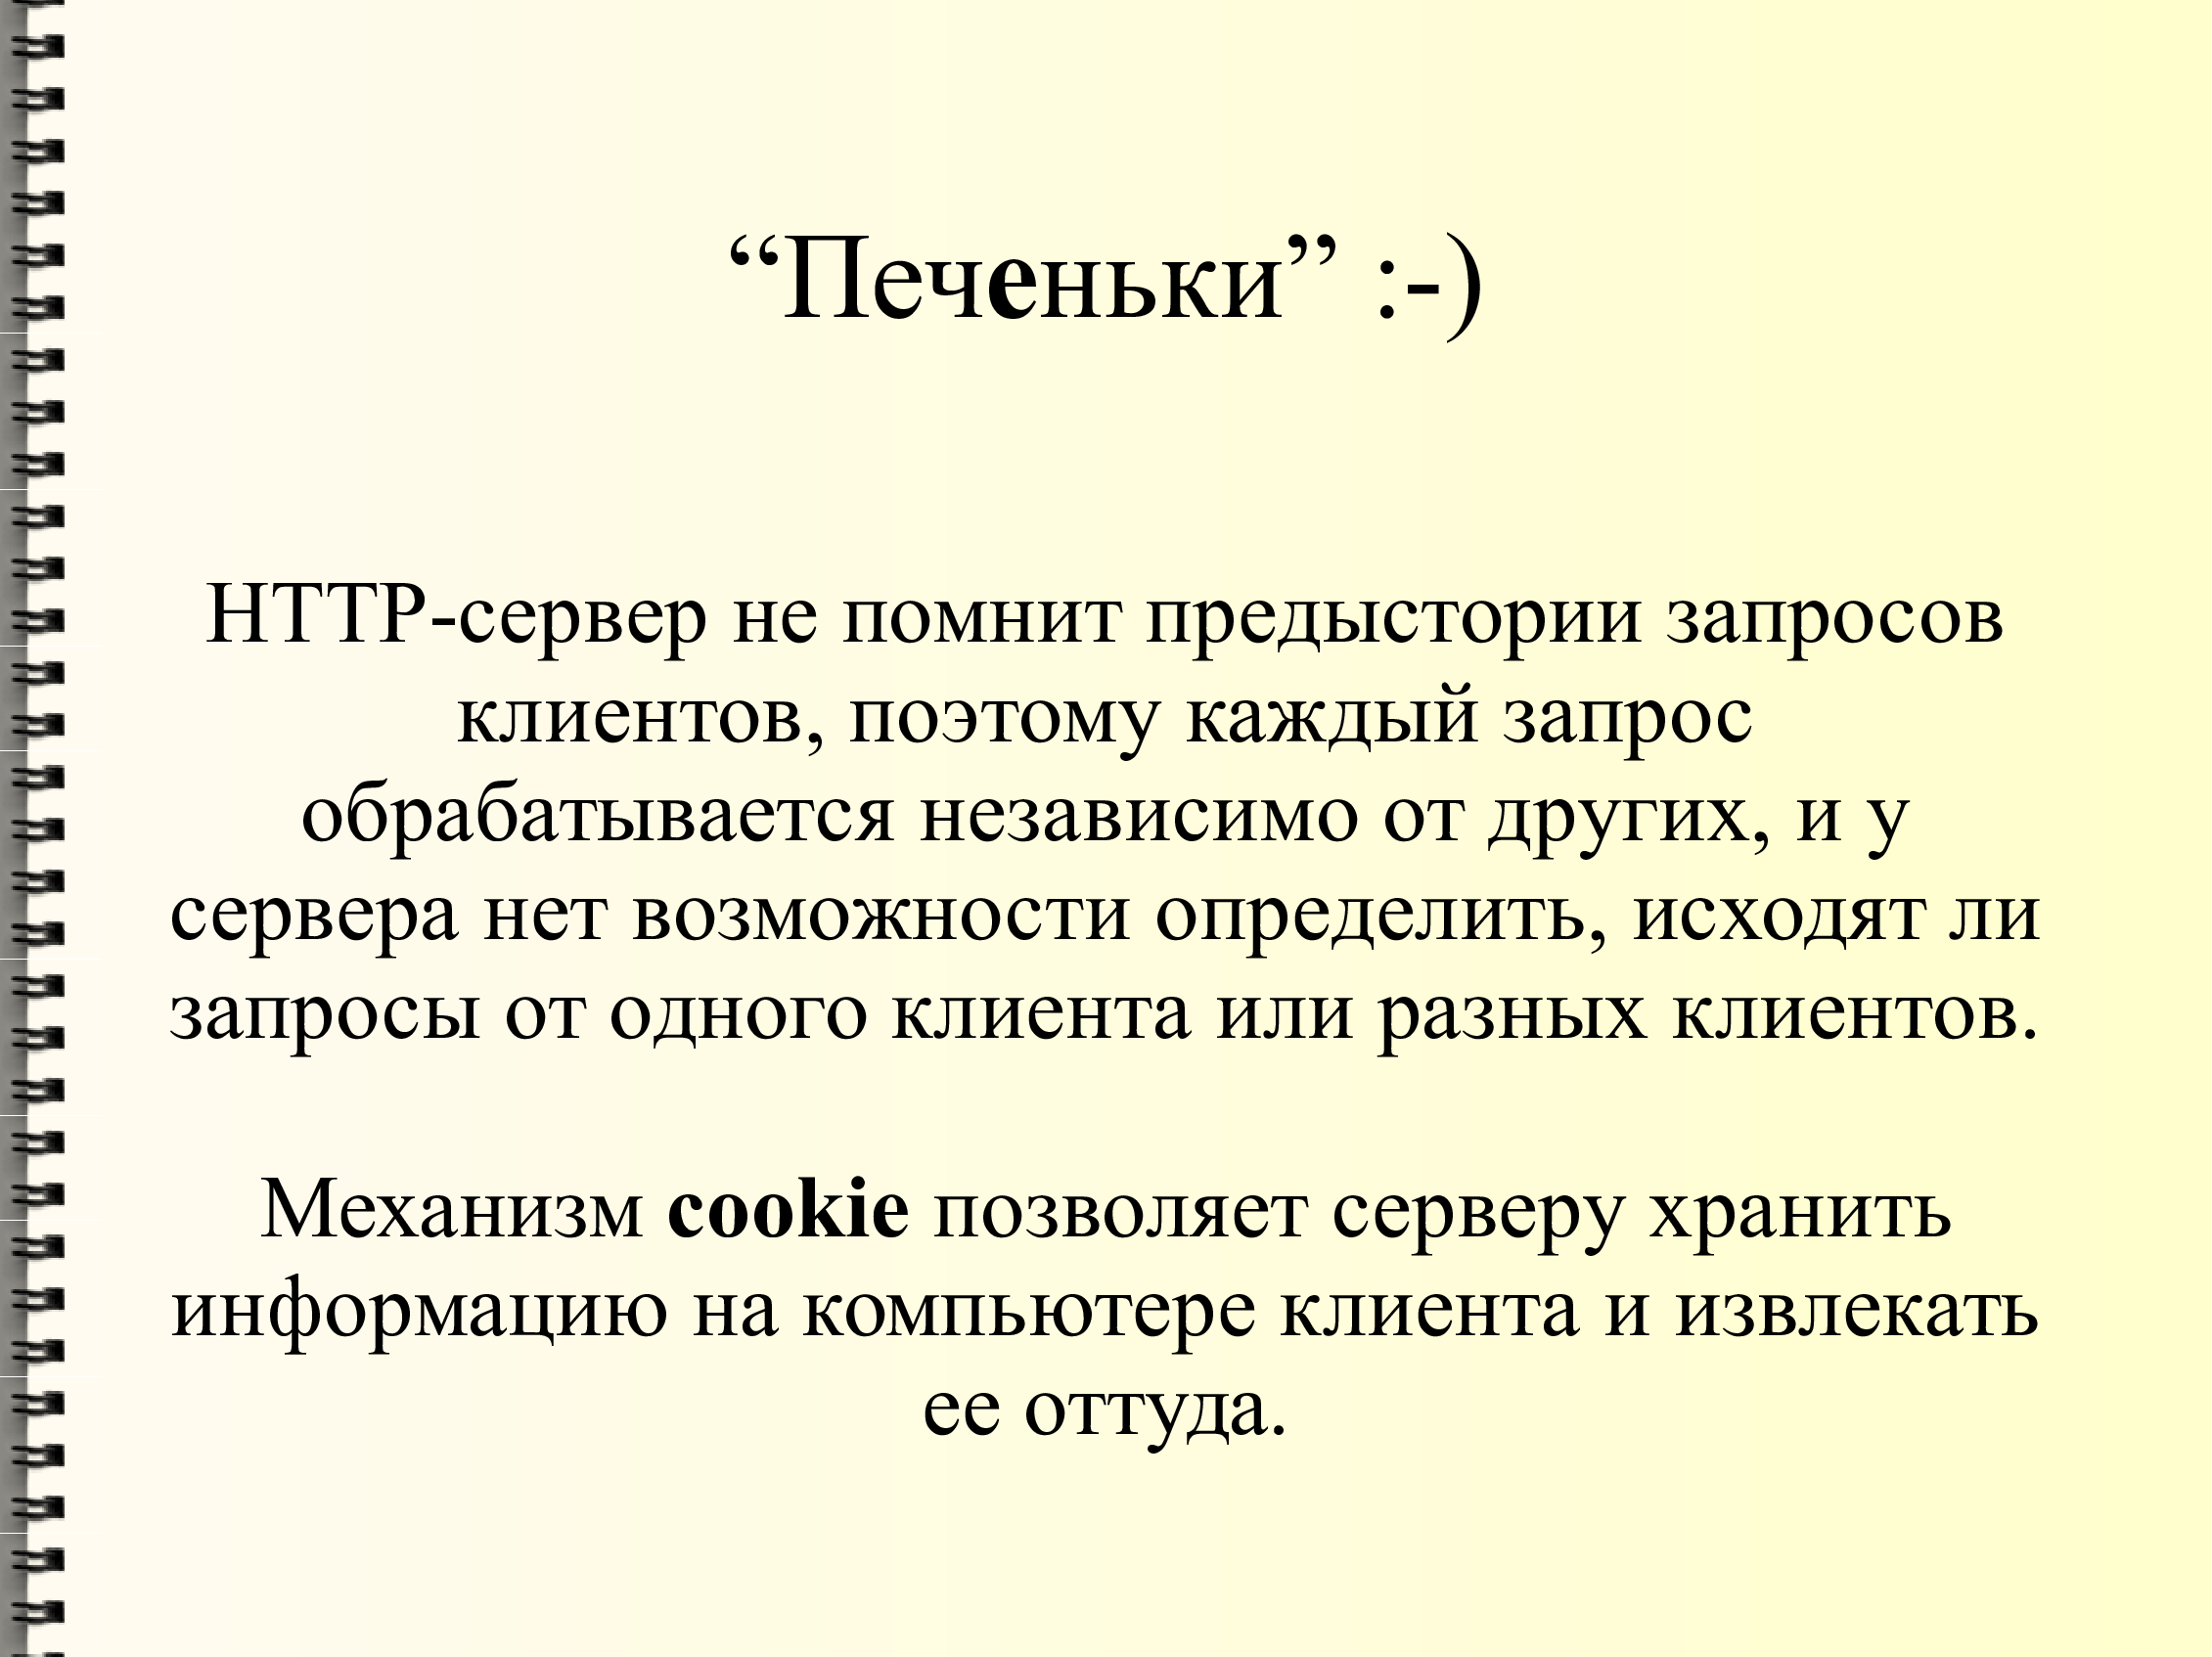 “Печеньки” :-)
HTTP-сервер не помнит предыстории запросов
клиентов, поэтому каждый запрос
обрабатывается независимо от других, и у
сервера нет возможности определить, исходят ли
запросы от одного клиента или разных клиентов.
Механизм cookie позволяет серверу хранить
информацию на компьютере клиента и извлекать
ее оттуда.